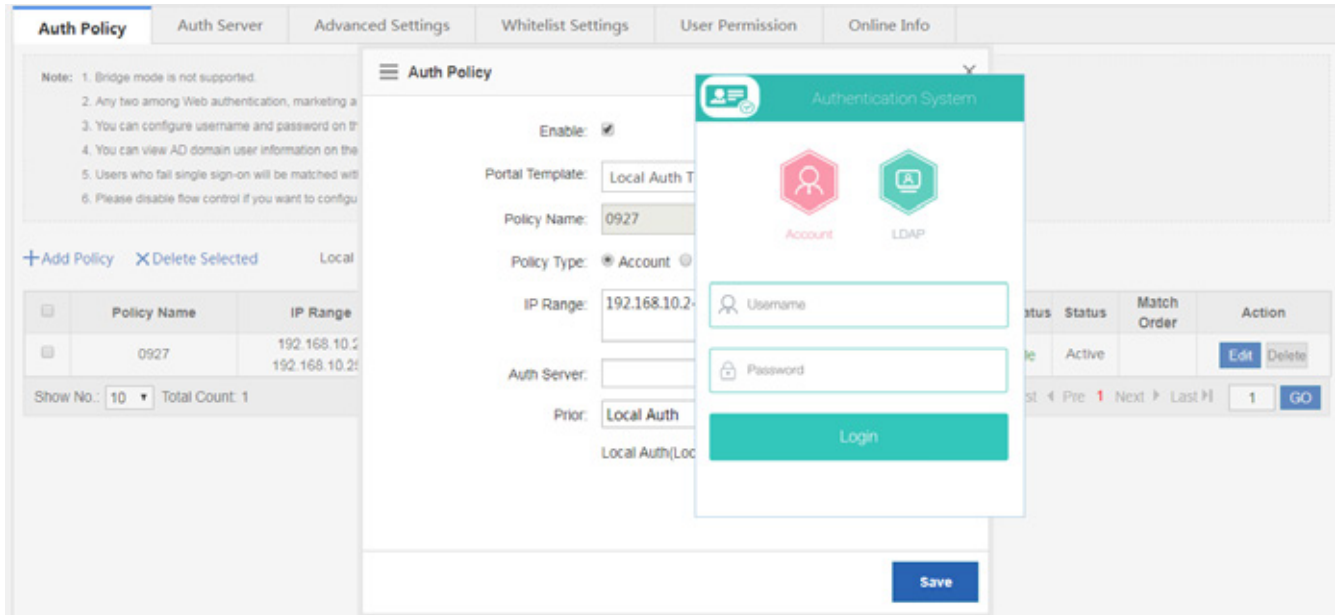 Auth Policy Auth Server Advanced Settings Whitelist Settings User Permission Online Info
Note: 1. Bridge mode is not supported.
2. Any two among Web authentication, marketing a
3. You can configure username and password on th
4. You can view AD domain user information on the
5. Users who fail single sign-on will be matched wit
6. Please disable flow control if you want to configu
Add Policy Delete Selected Local
Policy Name IP Range
0927 192.168.10.2
192.168.10.25
Show No.: 10 Total Count: 1
Auth Policy
Enable:
Portal Template: Local Auth T
Policy Name: 0927
Policy Type: Account
IP Range: 192.168.10.2-
Auth Server:
Prior: Local Auth
Local Auth(Loc
Save
Authentication System
Account LDAP
Username
Password
Login
atus Status Match Order Action
le Active Edit Delete
st Pre 1 Next Last 1 GO